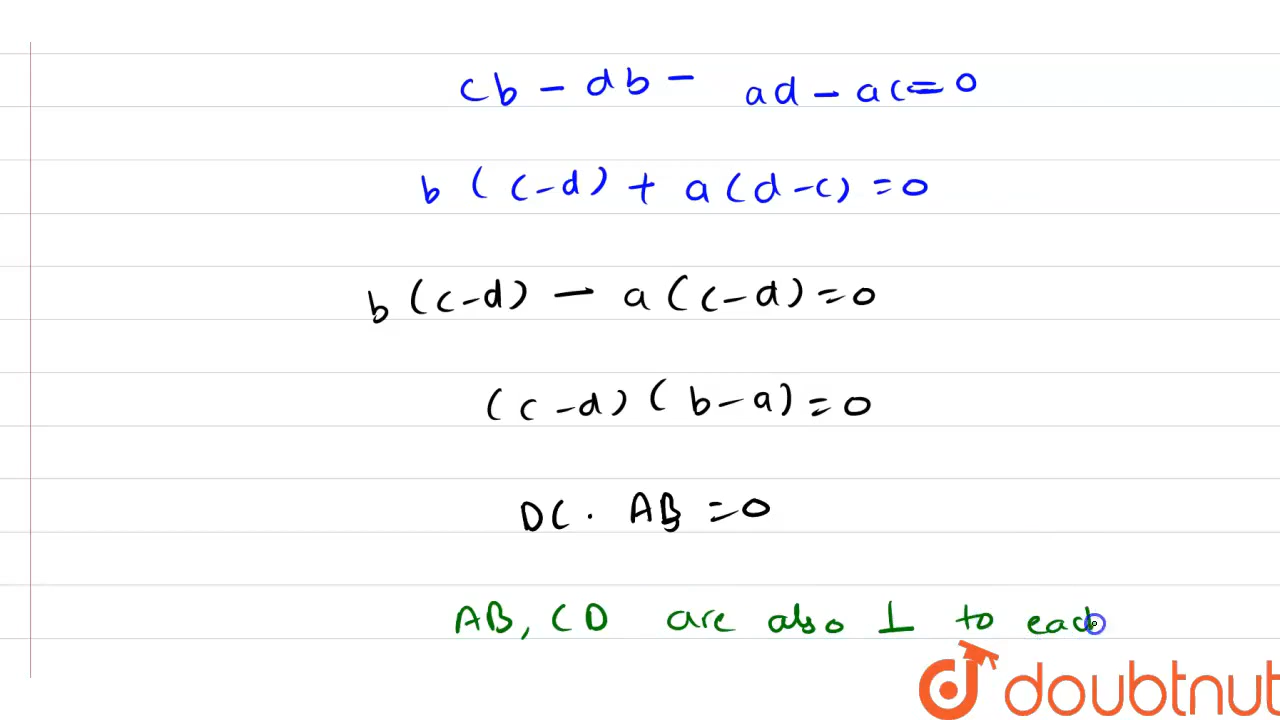 cb - db - ad - ac = 0
b (c-d) + a (d-c) = 0
b (c-d) - a (c-d) = 0
(c-d) (b-a) = 0
DC . AB = 0
AB, CD are also ⊥ to each
doubtnut